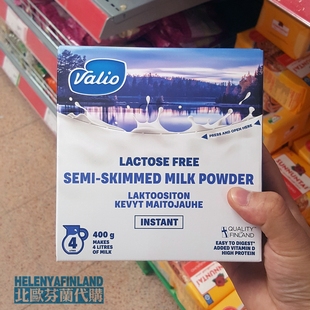 Valio
PRESS AND OPEN HERE
LACTOSE FREE
SEMI-SKIMMED MILK POWDER
LAKTOOSITON
KEVYT MAITOJAUHE
INSTANT
4
400 g
MAKES
4 LITRES
OF MILK
QUALITY
FINLAND
EASY TO DIGEST*
ADDED VITAMIN D
HIGH PROTEIN
HELENYAFINLAND
北歐芬蘭代購